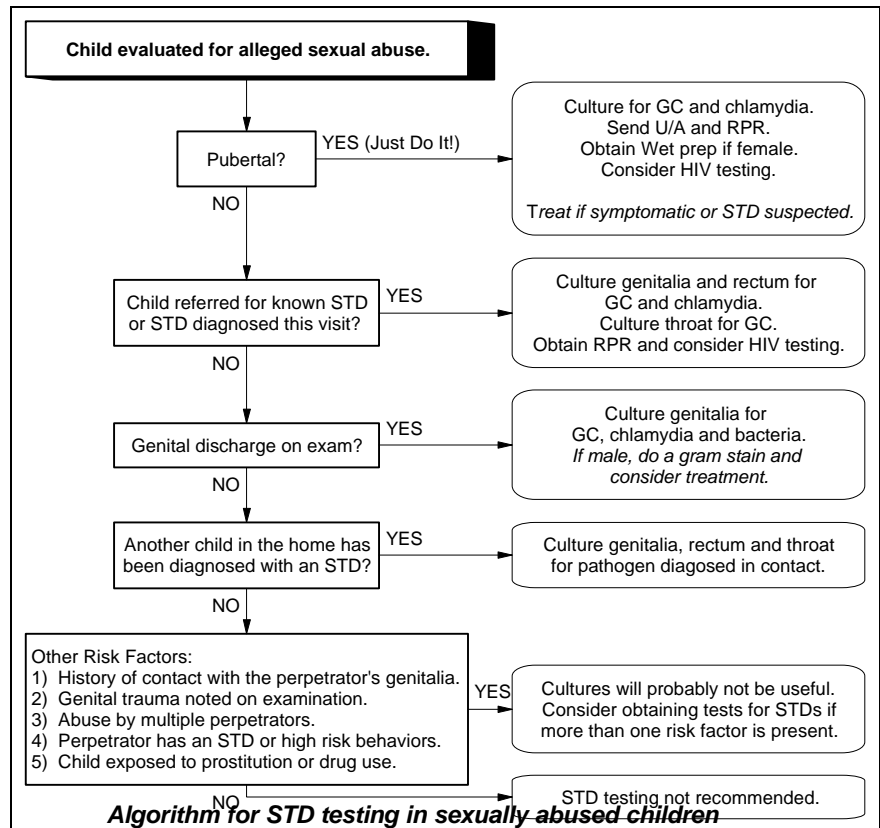 Child evaluated for alleged sexual abuse.
Pubertal?
YES (Just Do It!)
Culture for GC and chlamydia.
Send U/A and RPR.
Obtain Wet prep if female.
Consider HIV testing.
Treat if symptomatic or STD suspected.
NO
Child referred for known STD
or STD diagnosed this visit?
YES
Culture genitalia and rectum for
GC and chlamydia.
Culture throat for GC.
Obtain RPR and consider HIV testing.
NO
Genital discharge on exam?
YES
Culture genitalia for
GC, chlamydia and bacteria.
If male, do a gram stain and
consider treatment.
NO
Another child in the home has
been diagnosed with an STD?
YES
Culture genitalia, rectum and throat
for pathogen diagosed in contact.
NO
Other Risk Factors:
1) History of contact with the perpetrator's genitalia.
2) Genital trauma noted on examination.
3) Abuse by multiple perpetrators.
4) Perpetrator has an STD or high risk behaviors.
5) Child exposed to prostitution or drug use.
YES
Cultures will probably not be useful.
Consider obtaining tests for STDs if
more than one risk factor is present.
NO
STD testing not recommended.
Algorithm for STD testing in sexually abused children